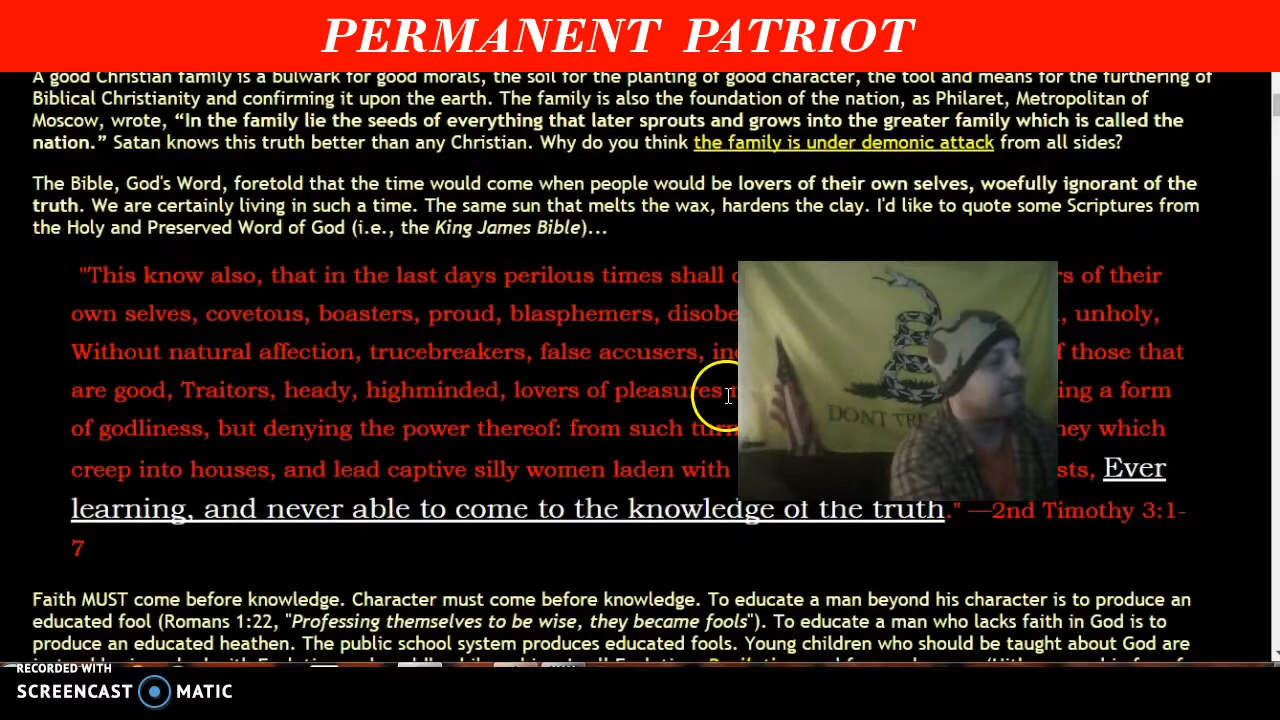 PERMANENT PATRIOT
A good Christian family is a bulwark for good morals, the soil for the planting of good character, the tool and means for the furthering of
Biblical Christianity and confirming it upon the earth. The family is also the foundation of the nation, as Philaret, Metropolitan of
Moscow, wrote, “In the family lie the seeds of everything that later sprouts and grows into the greater family which is called the
nation.” Satan knows this truth better than any Christian. Why do you think the family is under demonic attack from all sides?
The Bible, God's Word, foretold that the time would come when people would be lovers of their own selves, woefully ignorant of the
truth. We are certainly living in such a time. The same sun that melts the wax, hardens the clay. I'd like to quote some Scriptures from
the Holy and Preserved Word of God (i.e., the King James Bible)...
"This know also, that in the last days perilous times shall of their
own selves, covetous, boasters, proud, blasphemers, unholy,
Without natural affection, trucebreakers, false accusers, those that
are good, Traitors, heady, highminded, lovers of pleasures a form
of godliness, but denying the power thereof: from such which
creep into houses, and lead captive silly women laden with Ever
learning, and never able to come to the knowledge of the truth." —2nd Timothy 3:1-
7
DONT
Faith MUST come before knowledge. Character must come before knowledge. To educate a man beyond his character is to produce an
educated fool (Romans 1:22, "Professing themselves to be wise, they became fools"). To educate a man who lacks faith in God is to
produce an educated heathen. The public school system produces educated fools. Young children who should be taught about God are
RECORDED WITH
SCREENCAST MATIC